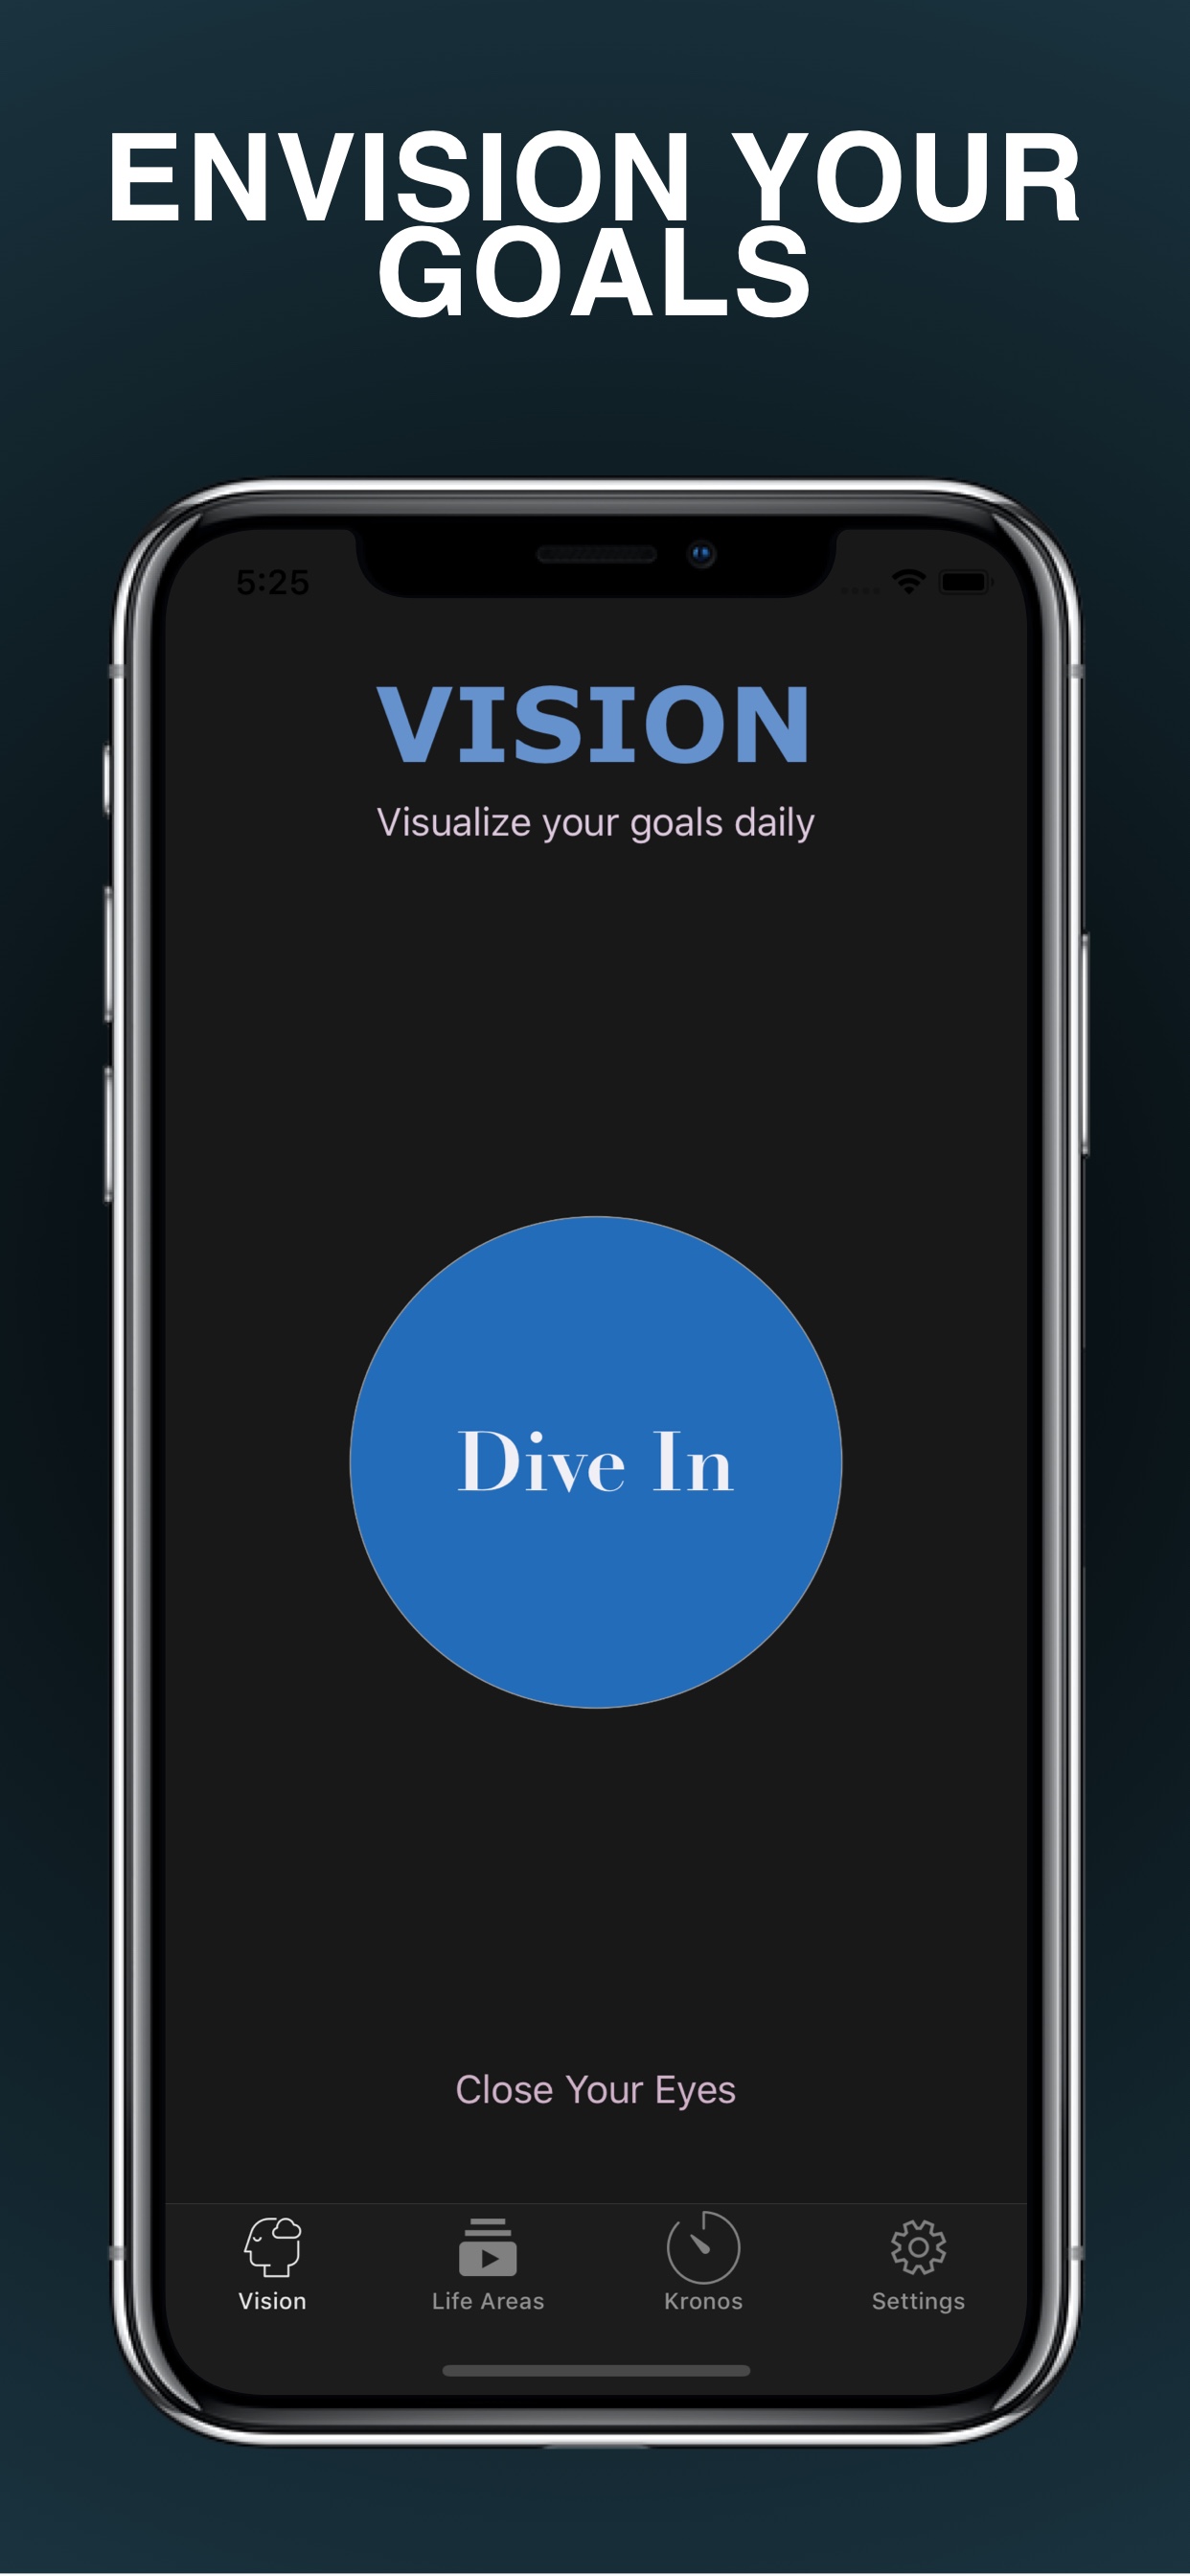 ENVISION YOUR
GOALS
5:25
VISION
Visualize your goals daily
Dive In
Close Your Eyes
Vision
Life Areas
Kronos
Settings